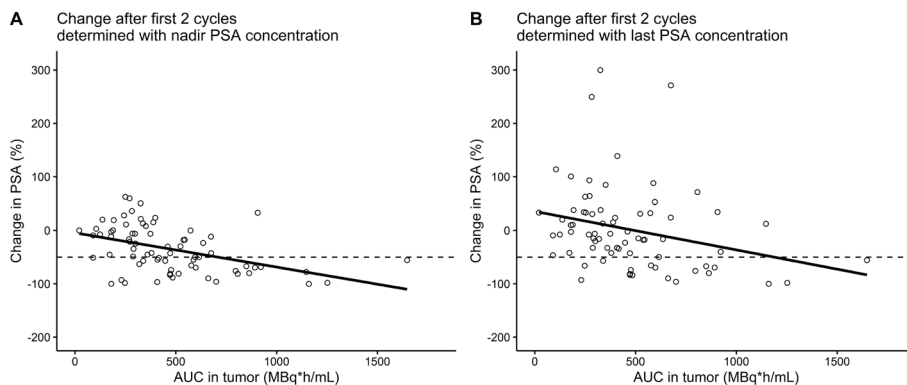 A
Change after first 2 cycles
determined with nadir PSA concentration
300
200
100
0
-100
-200
Change in PSA (%)
0
500
1000
1500
AUC in tumor (MBq*h/mL)
B
Change after first 2 cycles
determined with last PSA concentration
300
200
100
0
-100
-200
Change in PSA (%)
0
500
1000
1500
AUC in tumor (MBq*h/mL)